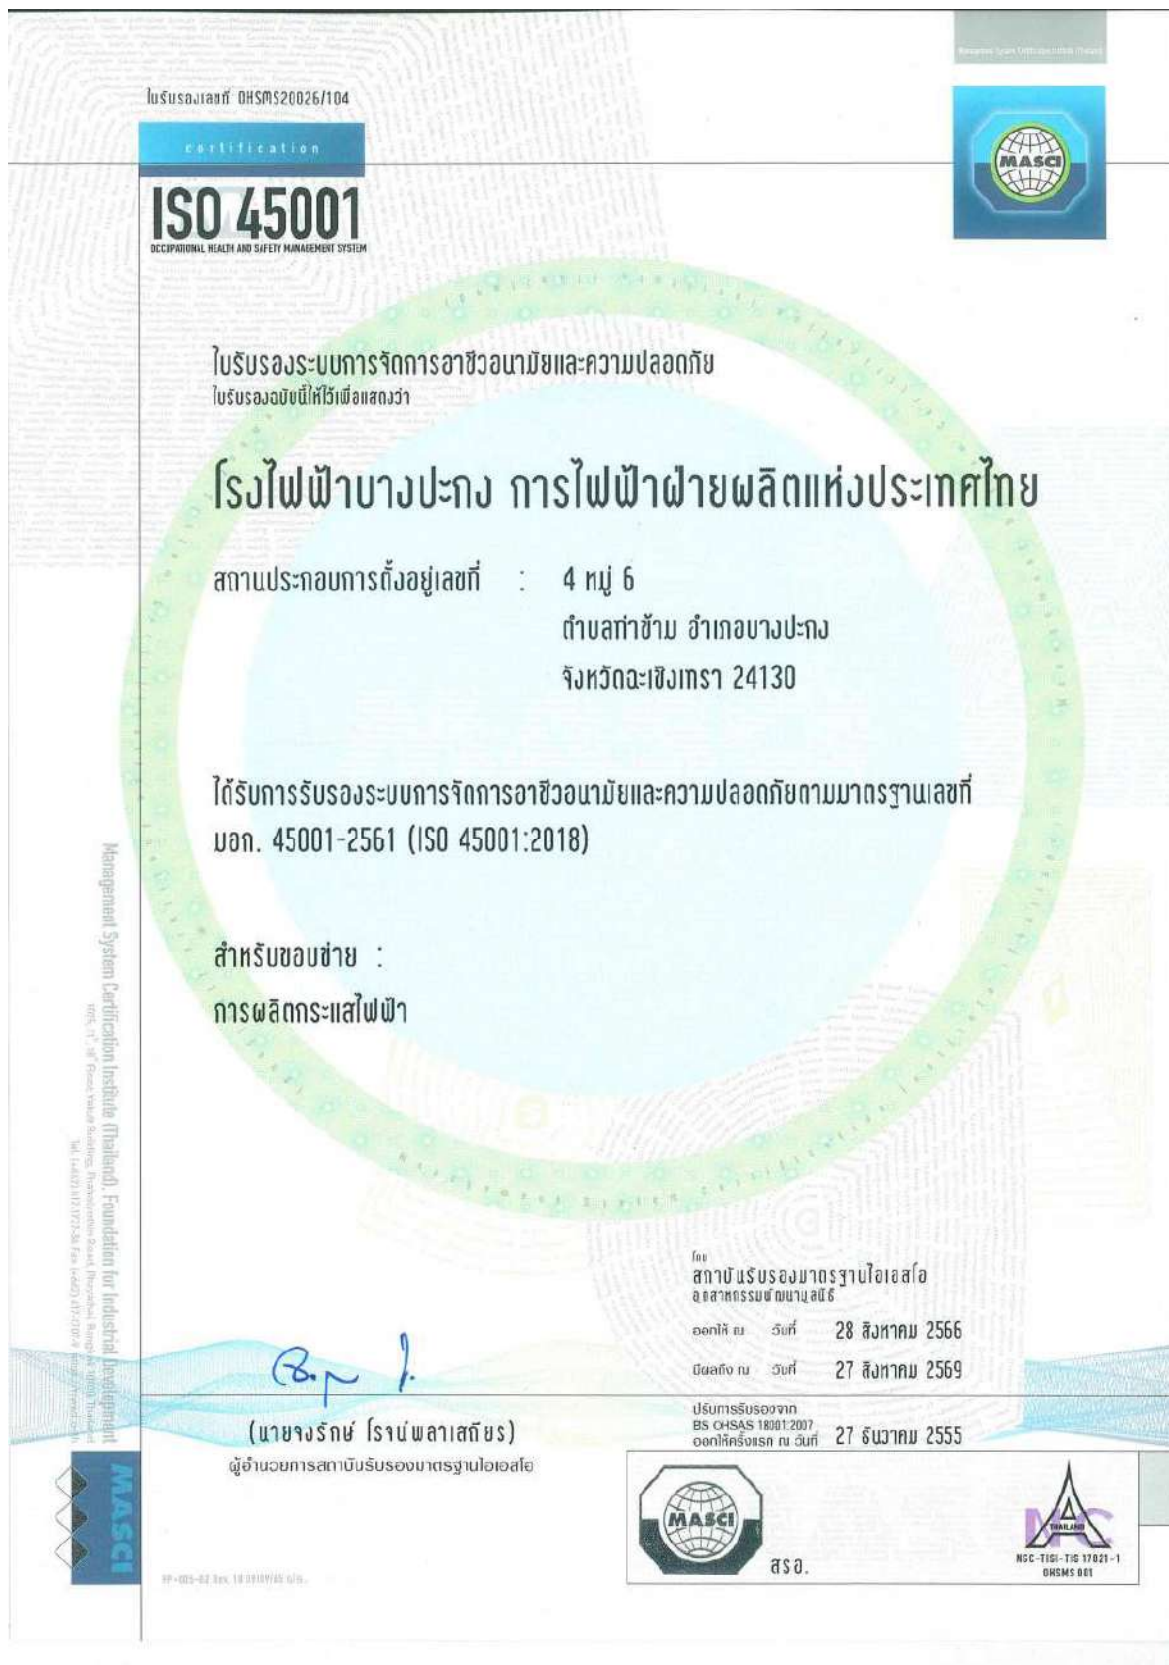 ใบรับรองเลขที่ OHSMS20026/104
certification
ISO 45001
OCCUPATIONAL HEALTH AND SAFETY MANAGEMENT SYSTEM
MASCI
ใบรับรองระบบการจัดการอาชีวอนามัยและความปลอดภัย
ใบรับรองฉบับนี้ให้ไว้เพื่อแสดงว่า
โรงไฟฟ้าบางปะกง การไฟฟ้าฝ่ายผลิตแห่งประเทศไทย
สถานประกอบการตั้งอยู่เลขที่ : 4 หมู่ 6
ตำบลท่าข้าม อำเภอบางปะกง
จังหวัดฉะเชิงเทรา 24130
ได้รับการรับรองระบบการจัดการอาชีวอนามัยและความปลอดภัยตามมาตรฐานเลขที่
มอก. 45001-2561 (ISO 45001:2018)
สำหรับขอบข่าย :
การผลิตกระแสไฟฟ้า
โดย
สถาบันรับรองมาตรฐานไอเอสโอ
อุตสาหกรรมพัฒนามูลนิธิ
ออกให้ ณ วันที่ 28 สิงหาคม 2566
มีผลถึง ณ วันที่ 27 สิงหาคม 2569
ปรับการรับรองจาก
BS OHSAS 18001:2007
ออกให้ครั้งแรก ณ วันที่ 27 ธันวาคม 2555
(นายจงรักษ์ โรจน์พลาเสถียร)
ผู้อำนวยการสถาบันรับรองมาตรฐานไอเอสโอ
MASCI
สรอ.
THAILAND
NSC-TISI-TIS 17021-1
OHSMS 001
Management System Certification Institute (Thailand), Foundation for Industrial Development
MASCI